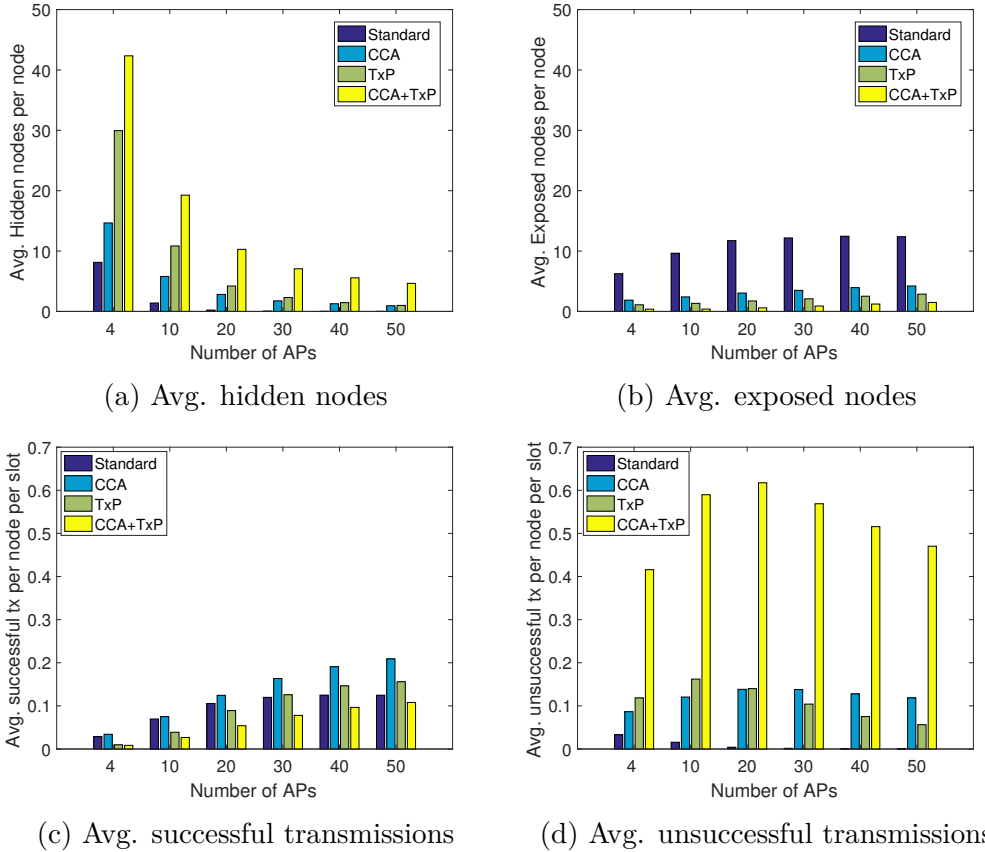 50
40
30
20
10
0
Avg. Hidden nodes per node
Standard
CCA
TxP
CCA+TxP
4 10 20 30 40 50
Number of APs
(a) Avg. hidden nodes
50
40
30
20
10
0
Avg. Exposed nodes per node
Standard
CCA
TxP
CCA+TxP
4 10 20 30 40 50
Number of APs
(b) Avg. exposed nodes
0.7
0.6
0.5
0.4
0.3
0.2
0.1
0
Avg. successful tx per node per slot
Standard
CCA
TxP
CCA+TxP
4 10 20 30 40 50
Number of APs
(c) Avg. successful transmissions
0.7
0.6
0.5
0.4
0.3
0.2
0.1
0
Avg. unsuccessful tx per node per slot
Standard
CCA
TxP
CCA+TxP
4 10 20 30 40 50
Number of APs
(d) Avg. unsuccessful transmissions